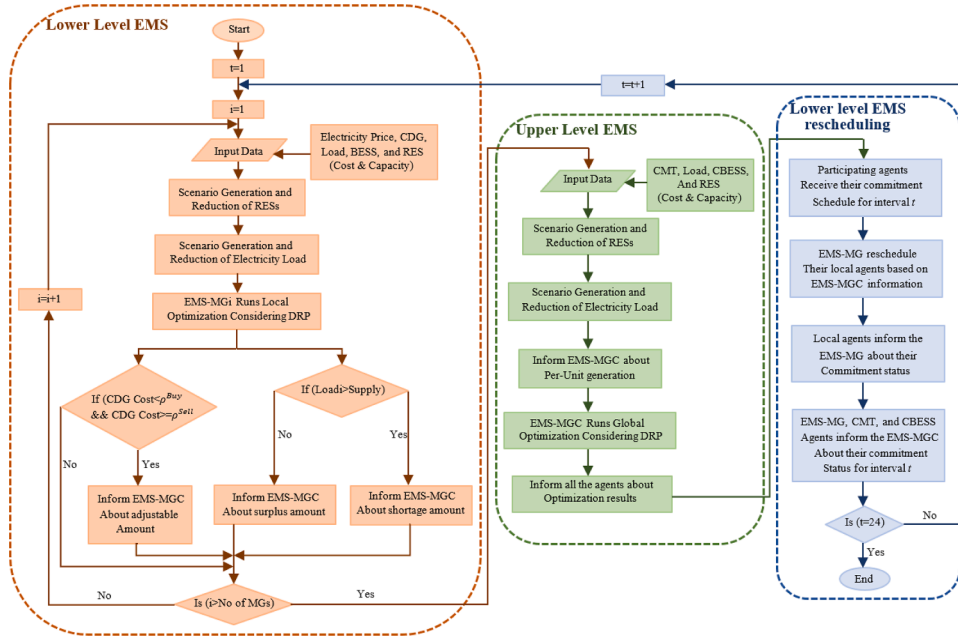 Lower Level EMS
Start
t=1
i=1
Input Data
Electricity Price, CDG,
Load, BESS, and RES
(Cost & Capacity)
Scenario Generation and
Reduction of RESs
Scenario Generation and
Reduction of Electricity Load
EMS-MGi Runs Local
Optimization Considering DRP
i=i+1
If (CDG Cost<ρ^Buy
&& CDG Cost>=ρ^Sell
If (Loadi>Supply)
No
Yes
No
Yes
Inform EMS-MGC
About adjustable
Amount
Inform EMS-MGC
About surplus amount
Inform EMS-MGC
About shortage amount
Is (i>No of MGs)
No
Yes
t=t+1
Upper Level EMS
Input Data
CMT, Load, CBESS,
And RES
(Cost & Capacity)
Scenario Generation and
Reduction of RESs
Scenario Generation and
Reduction of Electricity Load
Inform EMS-MGC about
Per-Unit generation
EMS-MGC Runs Global
Optimization Considering DRP
Inform all the agents about
Optimization results
Lower level EMS
rescheduling
Participating agents
Receive their commitment
Schedule for interval t
EMS-MG reschedule
Their local agents based on
EMS-MGC information
Local agents inform the
EMS-MG about their
Commitment status
EMS-MG, CMT, and CBESS
Agents inform the EMS-MGC
About their commitment
Status for interval t
Is (t=24)
No
Yes
End